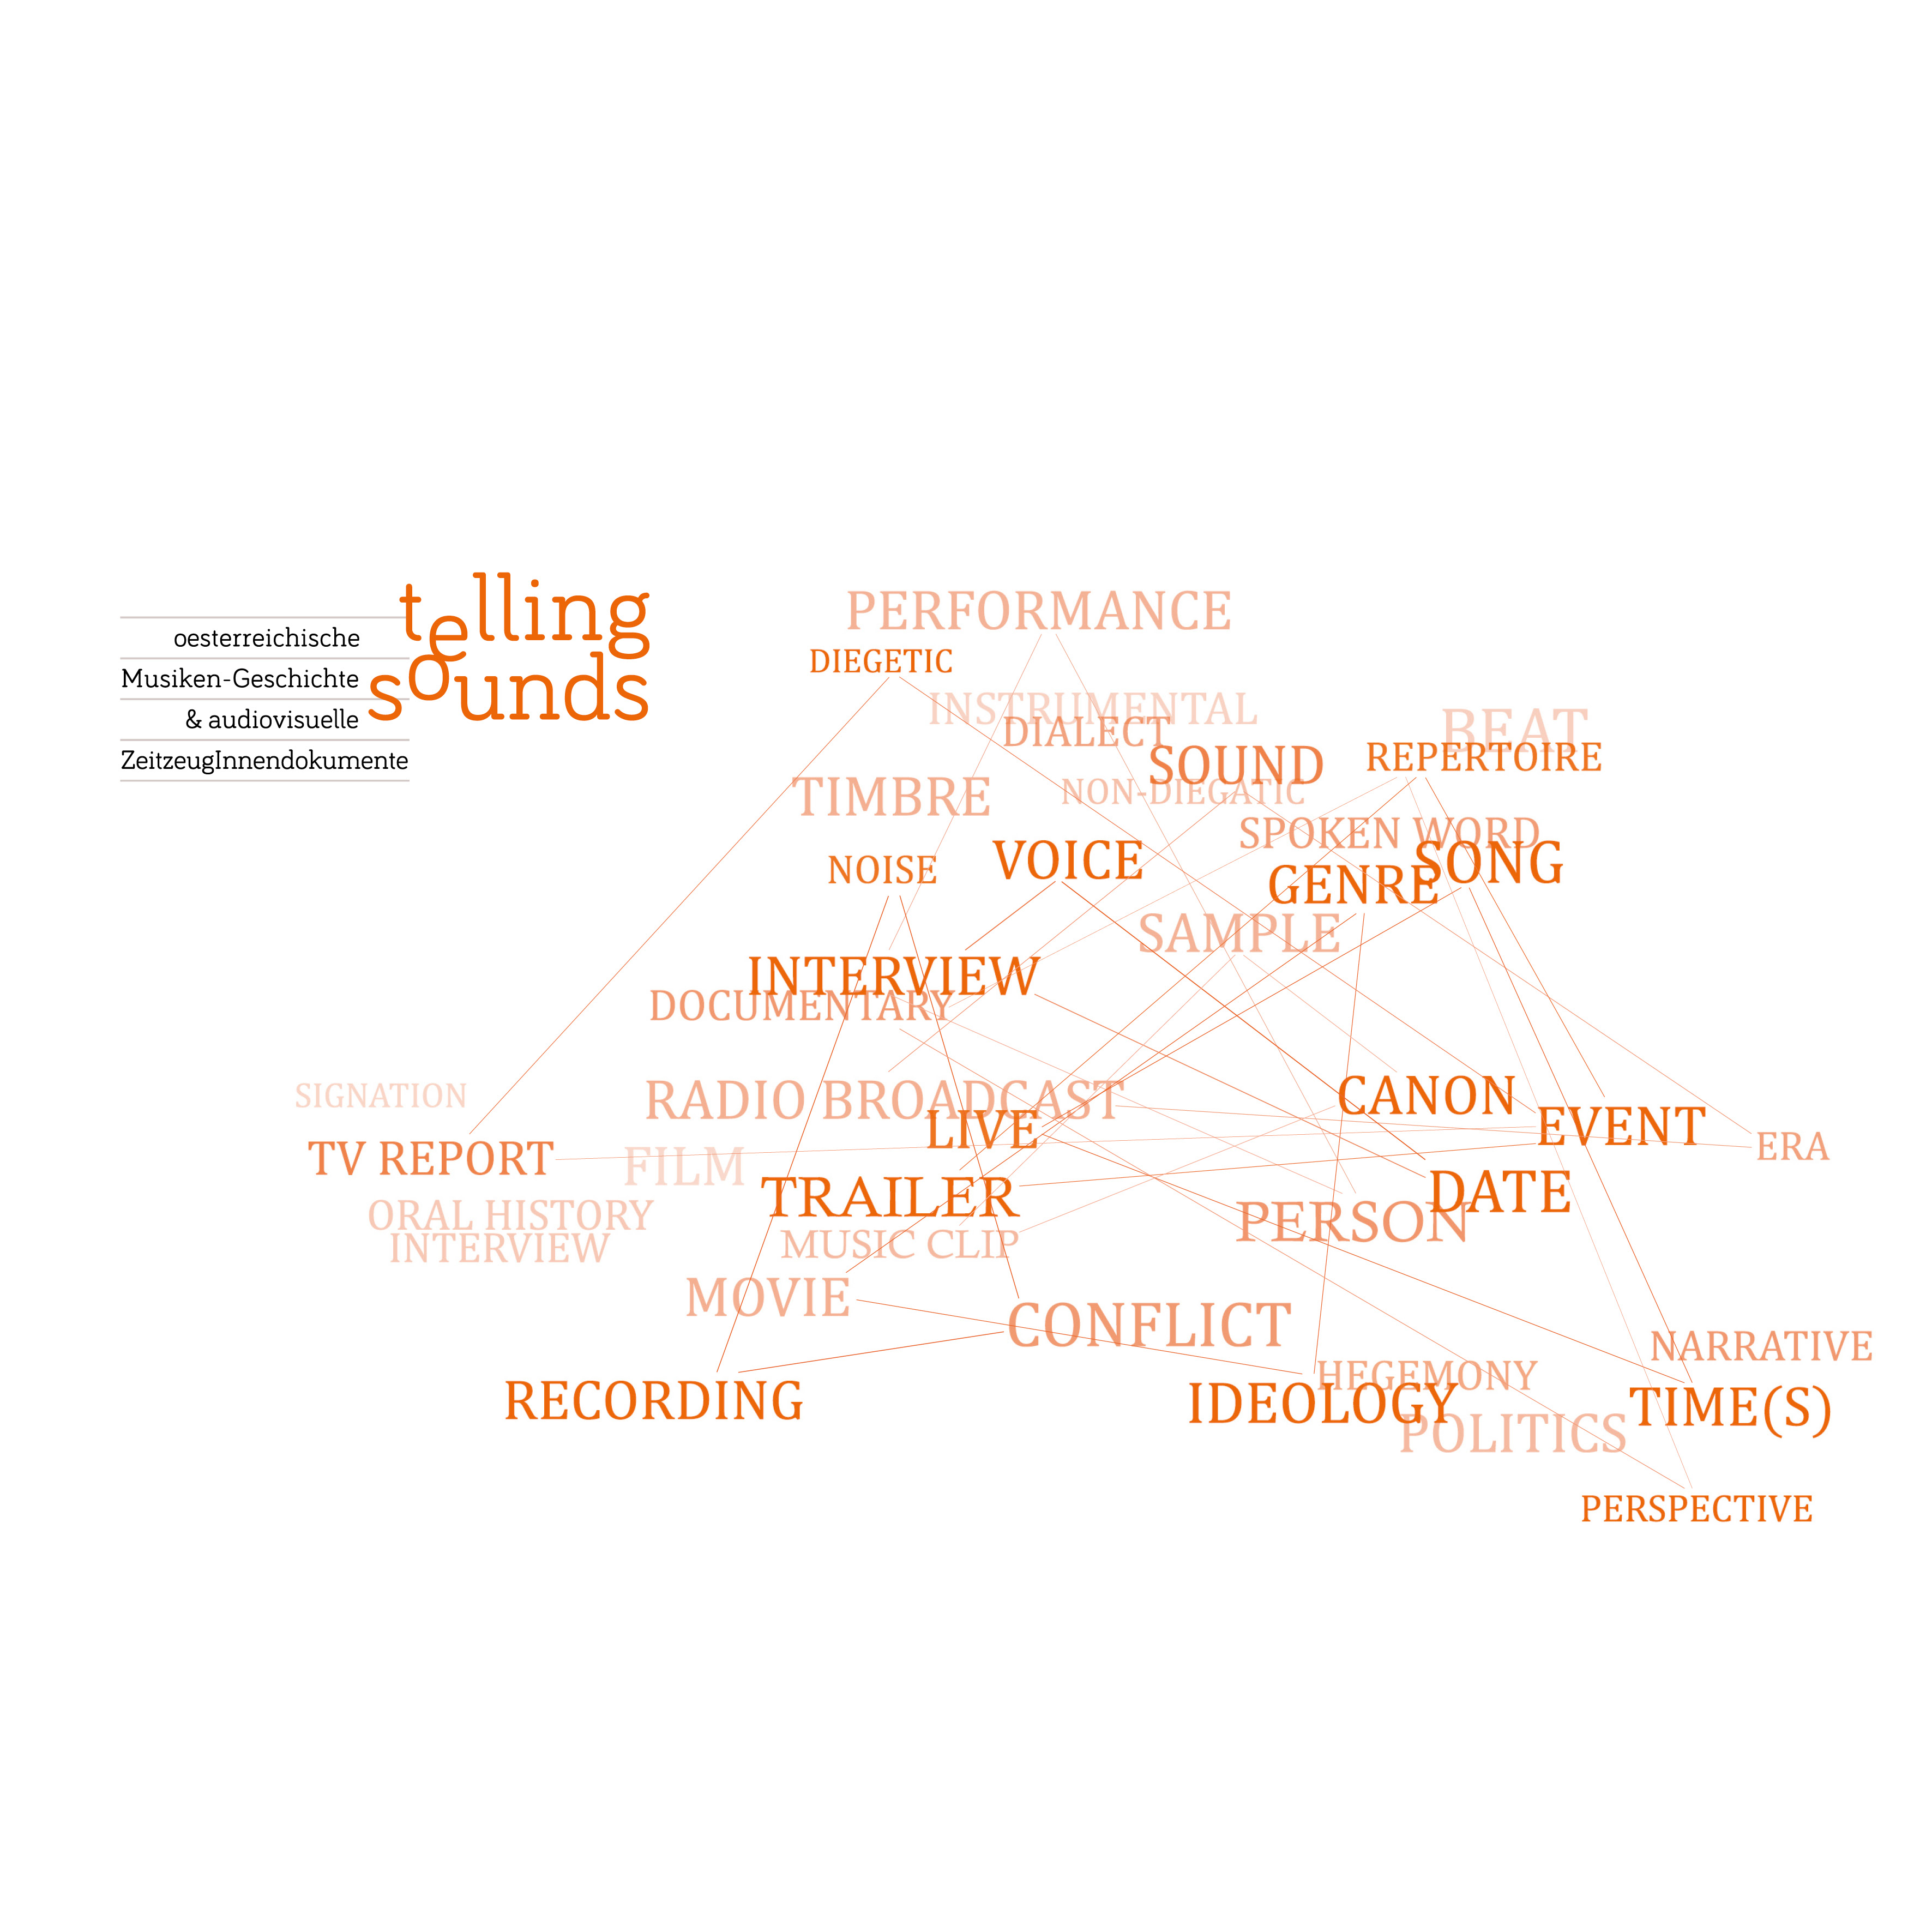 telling
sounds
oesterreichische
Musiken-Geschichte
& audiovisuelle
ZeitzeugInnendokumente
PERFORMANCE
DIEGETIC
INSTRUMENTAL
DIALECT
BEAT
REPERTOIRE
SOUND
NON-DIEGATIC
TIMBRE
SPOKEN WORD
SONG
VOICE
NOISE
GENRE
SAMPLE
INTERVIEW
DOCUMENTARY
SIGNATION
RADIO BROADCAST
CANON
LIVE
EVENT
ERA
TV REPORT
FILM
TRAILER
DATE
ORAL HISTORY
INTERVIEW
PERSON
MUSIC CLIP
MOVIE
CONFLICT
NARRATIVE
HEGEMONY
RECORDING
IDEOLOGY
TIME(S)
POLITICS
PERSPECTIVE